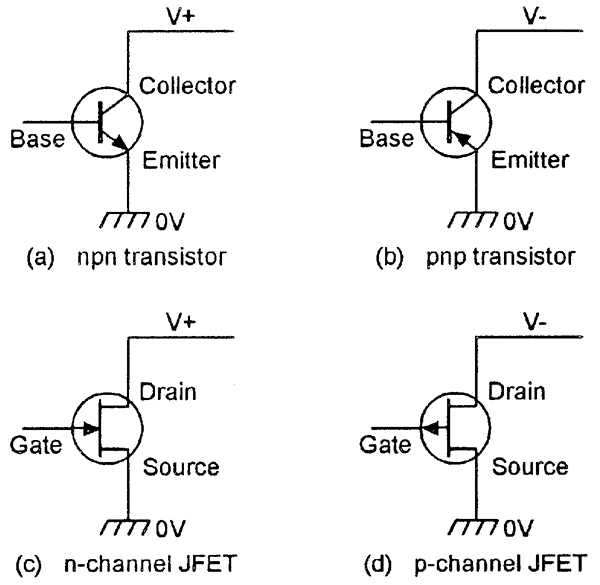 V+
Collector
Base
Emitter
0V
(a) npn transistor
V-
Collector
Base
Emitter
0V
(b) pnp transistor
V+
Drain
Gate
Source
0V
(c) n-channel JFET
V-
Drain
Gate
Source
0V
(d) p-channel JFET